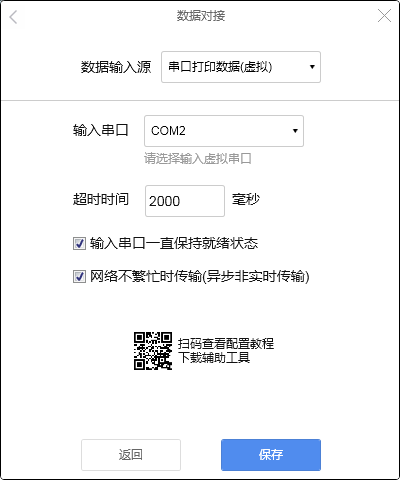 数据对接
数据输入源 串口打印数据(虚拟)
输入串口 COM2
请选择输入虚拟串口
超时时间 2000 毫秒
输入串口一直保持就绪状态
网络不繁忙时传输(异步非实时传输)
扫码查看配置教程
下载辅助工具
返回 保存